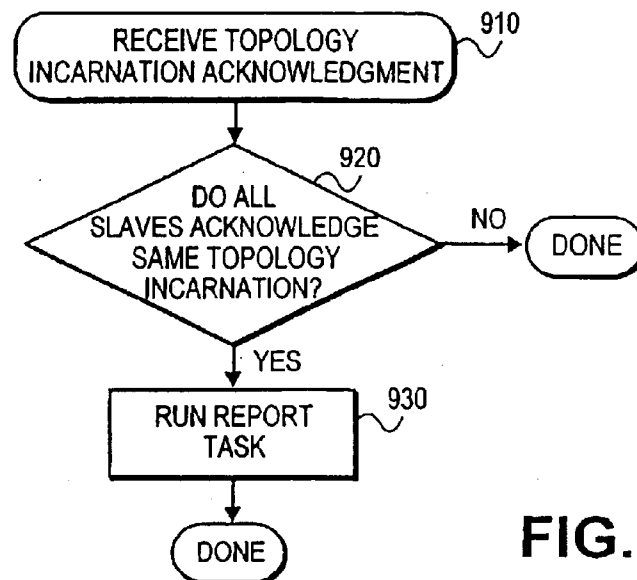 RECEIVE TOPOLOGY
INCARNATION ACKNOWLEDGMENT
910
920
DO ALL
SLAVES ACKNOWLEDGE
SAME TOPOLOGY
INCARNATION?
NO
DONE
YES
RUN REPORT
TASK
930
DONE
FIG.